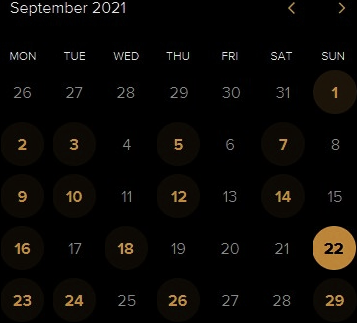 September 2021
MON TUE WED THU FRI SAT SUN
26 27 28 29 30 31 1
2 3 4 5 6 7 8
9 10 11 12 13 14 15
16 17 18 19 20 21 22
23 24 25 26 27 28 29